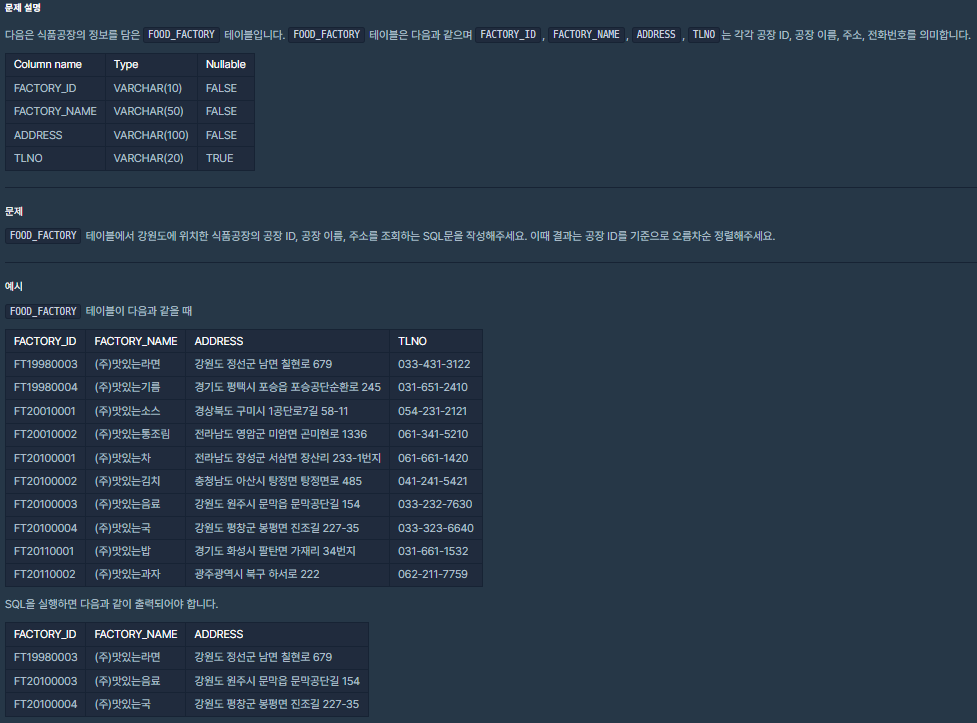 문제 설명
다음은 식품공장의 정보를 담은 FOOD_FACTORY 테이블입니다. FOOD_FACTORY 테이블은 다음과 같으며 FACTORY_ID , FACTORY_NAME , ADDRESS , TLNO 는 각각 공장 ID, 공장 이름, 주소, 전화번호를 의미합니다.
Column name Type Nullable
FACTORY_ID VARCHAR(10) FALSE
FACTORY_NAME VARCHAR(50) FALSE
ADDRESS VARCHAR(100) FALSE
TLNO VARCHAR(20) TRUE
문제
FOOD_FACTORY 테이블에서 강원도에 위치한 식품공장의 공장 ID, 공장 이름, 주소를 조회하는 SQL문을 작성해주세요. 이때 결과는 공장 ID를 기준으로 오름차순 정렬해주세요.
예시
FOOD_FACTORY 테이블이 다음과 같을 때
FACTORY_ID FACTORY_NAME ADDRESS TLNO
FT19980003 (주)맛있는라면 강원도 정선군 남면 칠현로 679 033-431-3122
FT19980004 (주)맛있는기름 경기도 평택시 포승읍 포승공단순환로 245 031-651-2410
FT20010001 (주)맛있는소스 경상북도 구미시 1공단로7길 58-11 054-231-2121
FT20010002 (주)맛있는통조림 전라남도 영암군 미암면 곤미현로 1336 061-341-5210
FT20100001 (주)맛있는차 전라남도 장성군 서삼면 장산리 233-1번지 061-661-1420
FT20100002 (주)맛있는김치 충청남도 아산시 탕정면 탕정면로 485 041-241-5421
FT20100003 (주)맛있는음료 강원도 원주시 문막읍 문막공단길 154 033-232-7630
FT20100004 (주)맛있는국 강원도 평창군 봉평면 진조길 227-35 033-323-6640
FT20110001 (주)맛있는밥 경기도 화성시 팔탄면 가재리 34번지 031-661-1532
FT20110002 (주)맛있는과자 광주광역시 북구 하서로 222 062-211-7759
SQL을 실행하면 다음과 같이 출력되어야 합니다.
FACTORY_ID FACTORY_NAME ADDRESS
FT19980003 (주)맛있는라면 강원도 정선군 남면 칠현로 679
FT20100003 (주)맛있는음료 강원도 원주시 문막읍 문막공단길 154
FT20100004 (주)맛있는국 강원도 평창군 봉평면 진조길 227-35